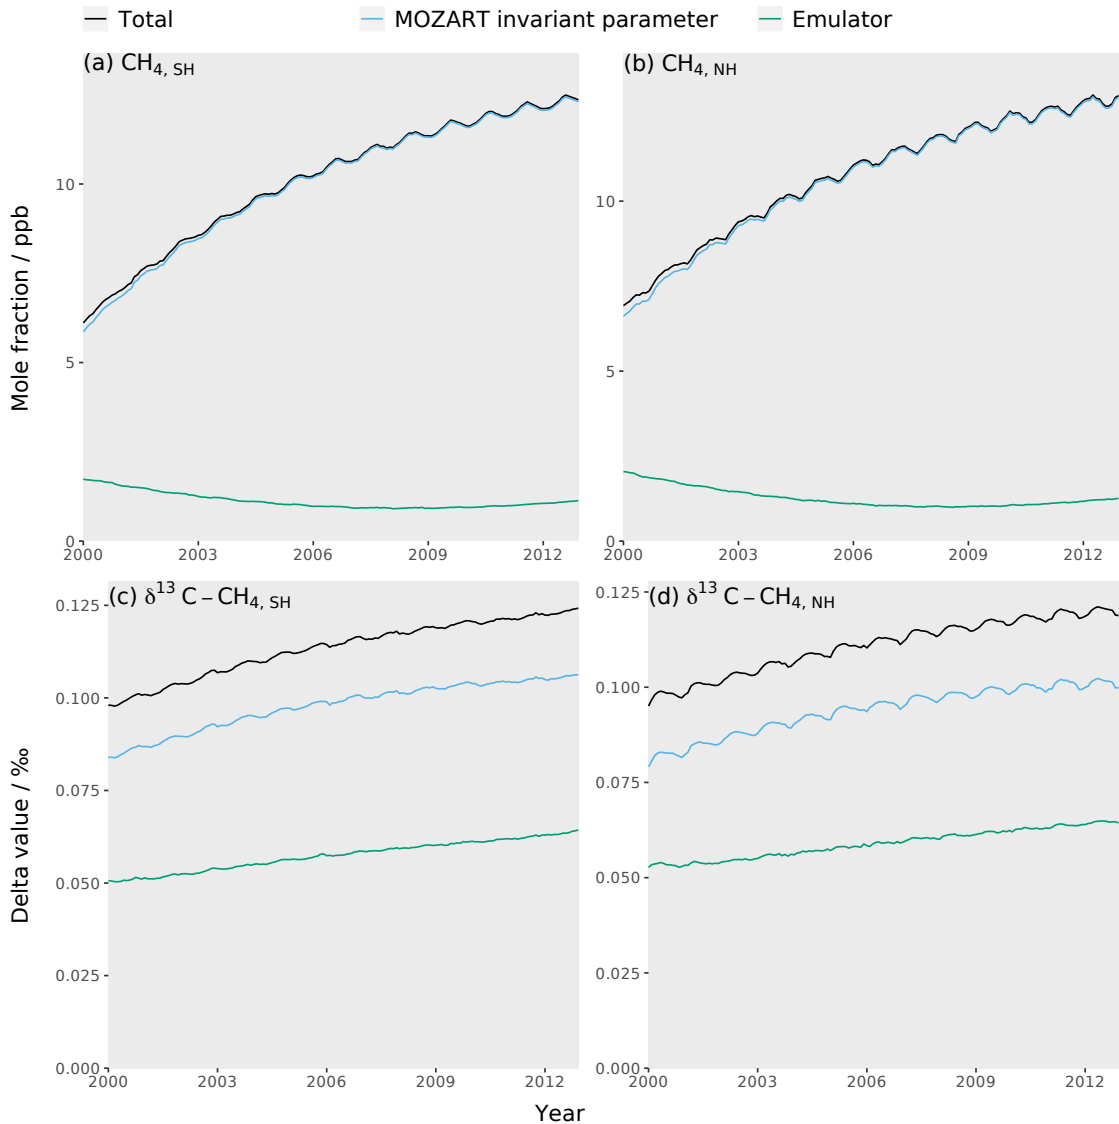 Total MOZART invariant parameter Emulator
(a) CH4, SH
(b) CH4, NH
Mole fraction / ppb
10
5
0
2000 2003 2006 2009 2012
10
5
0
2000 2003 2006 2009 2012
(c) δ13 C−CH4, SH
(d) δ13 C−CH4, NH
Delta value / ‰
0.125
0.100
0.075
0.050
0.025
0.000
2000 2003 2006 2009 2012
0.125
0.100
0.075
0.050
0.025
0.000
2000 2003 2006 2009 2012
Year